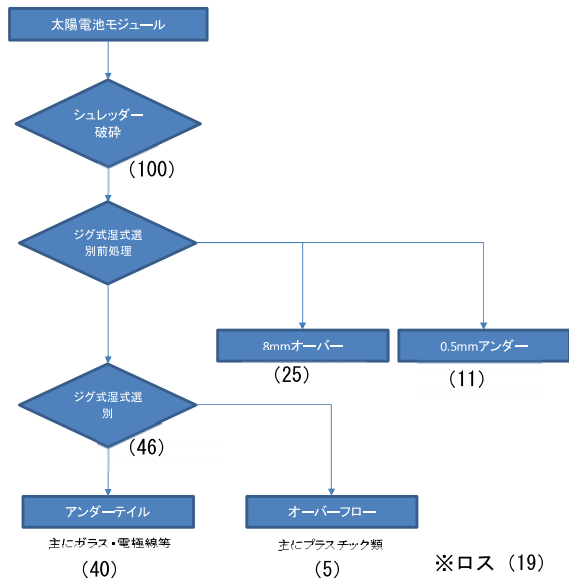 太陽電池モジュール
シュレッダー
破砕
(100)
ジグ式湿式選
別前処理
8mmオーバー
0.5mmアンダー
(25)
(11)
ジグ式湿式選
別
(46)
アンダーテイル
オーバーフロー
主にガラス・電極線等
主にプラスチック類
(40)
(5)
※ロス (19)